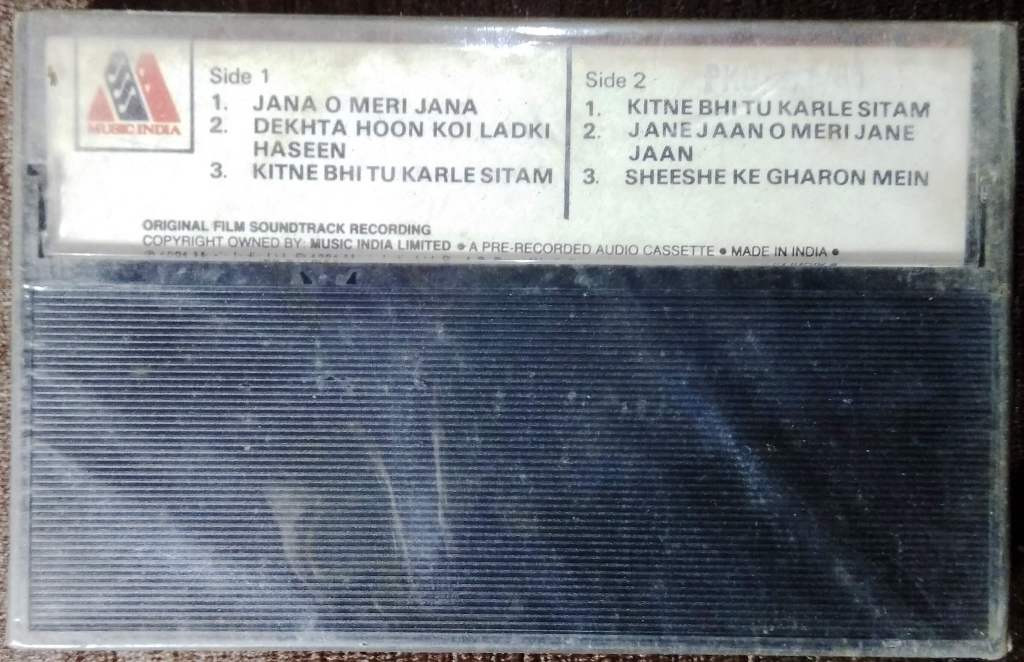 MUSIC INDIA
Side 1
1. JANA O MERI JANA
2. DEKHTA HOON KOI LADKI
HASEEN
3. KITNE BHI TU KARLE SITAM
Side 2
1. KITNE BHI TU KARLE SITAM
2. JANE JAAN O MERI JANE
JAAN
3. SHEESHE KE GHARON MEIN
ORIGINAL FILM SOUNDTRACK RECORDING
COPYRIGHT OWNED BY: MUSIC INDIA LIMITED ● A PRE-RECORDED AUDIO CASSETTE ● MADE IN INDIA ●